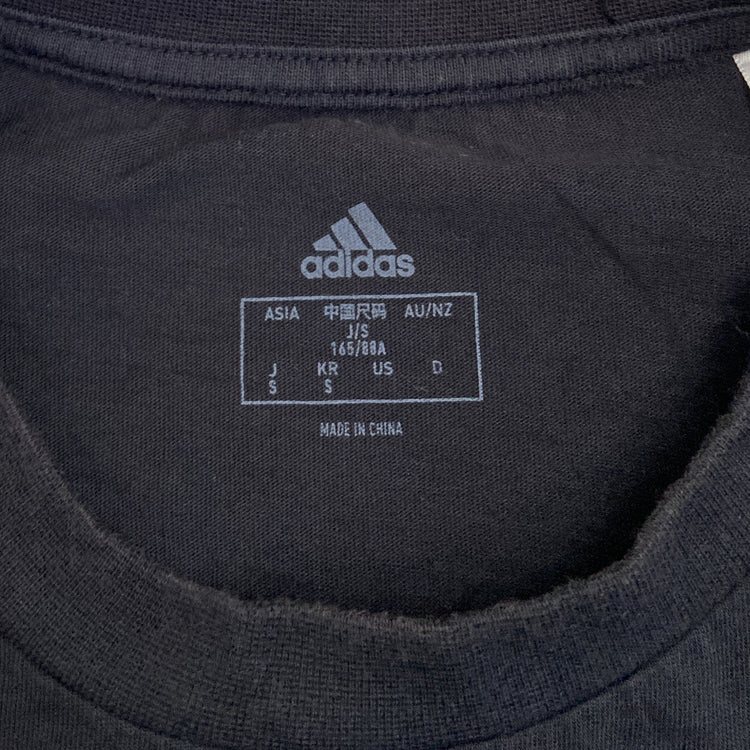 adidas
ASIA 中国尺码 AU/NZ
J/S
165/88A
J KR US D
S S
MADE IN CHINA